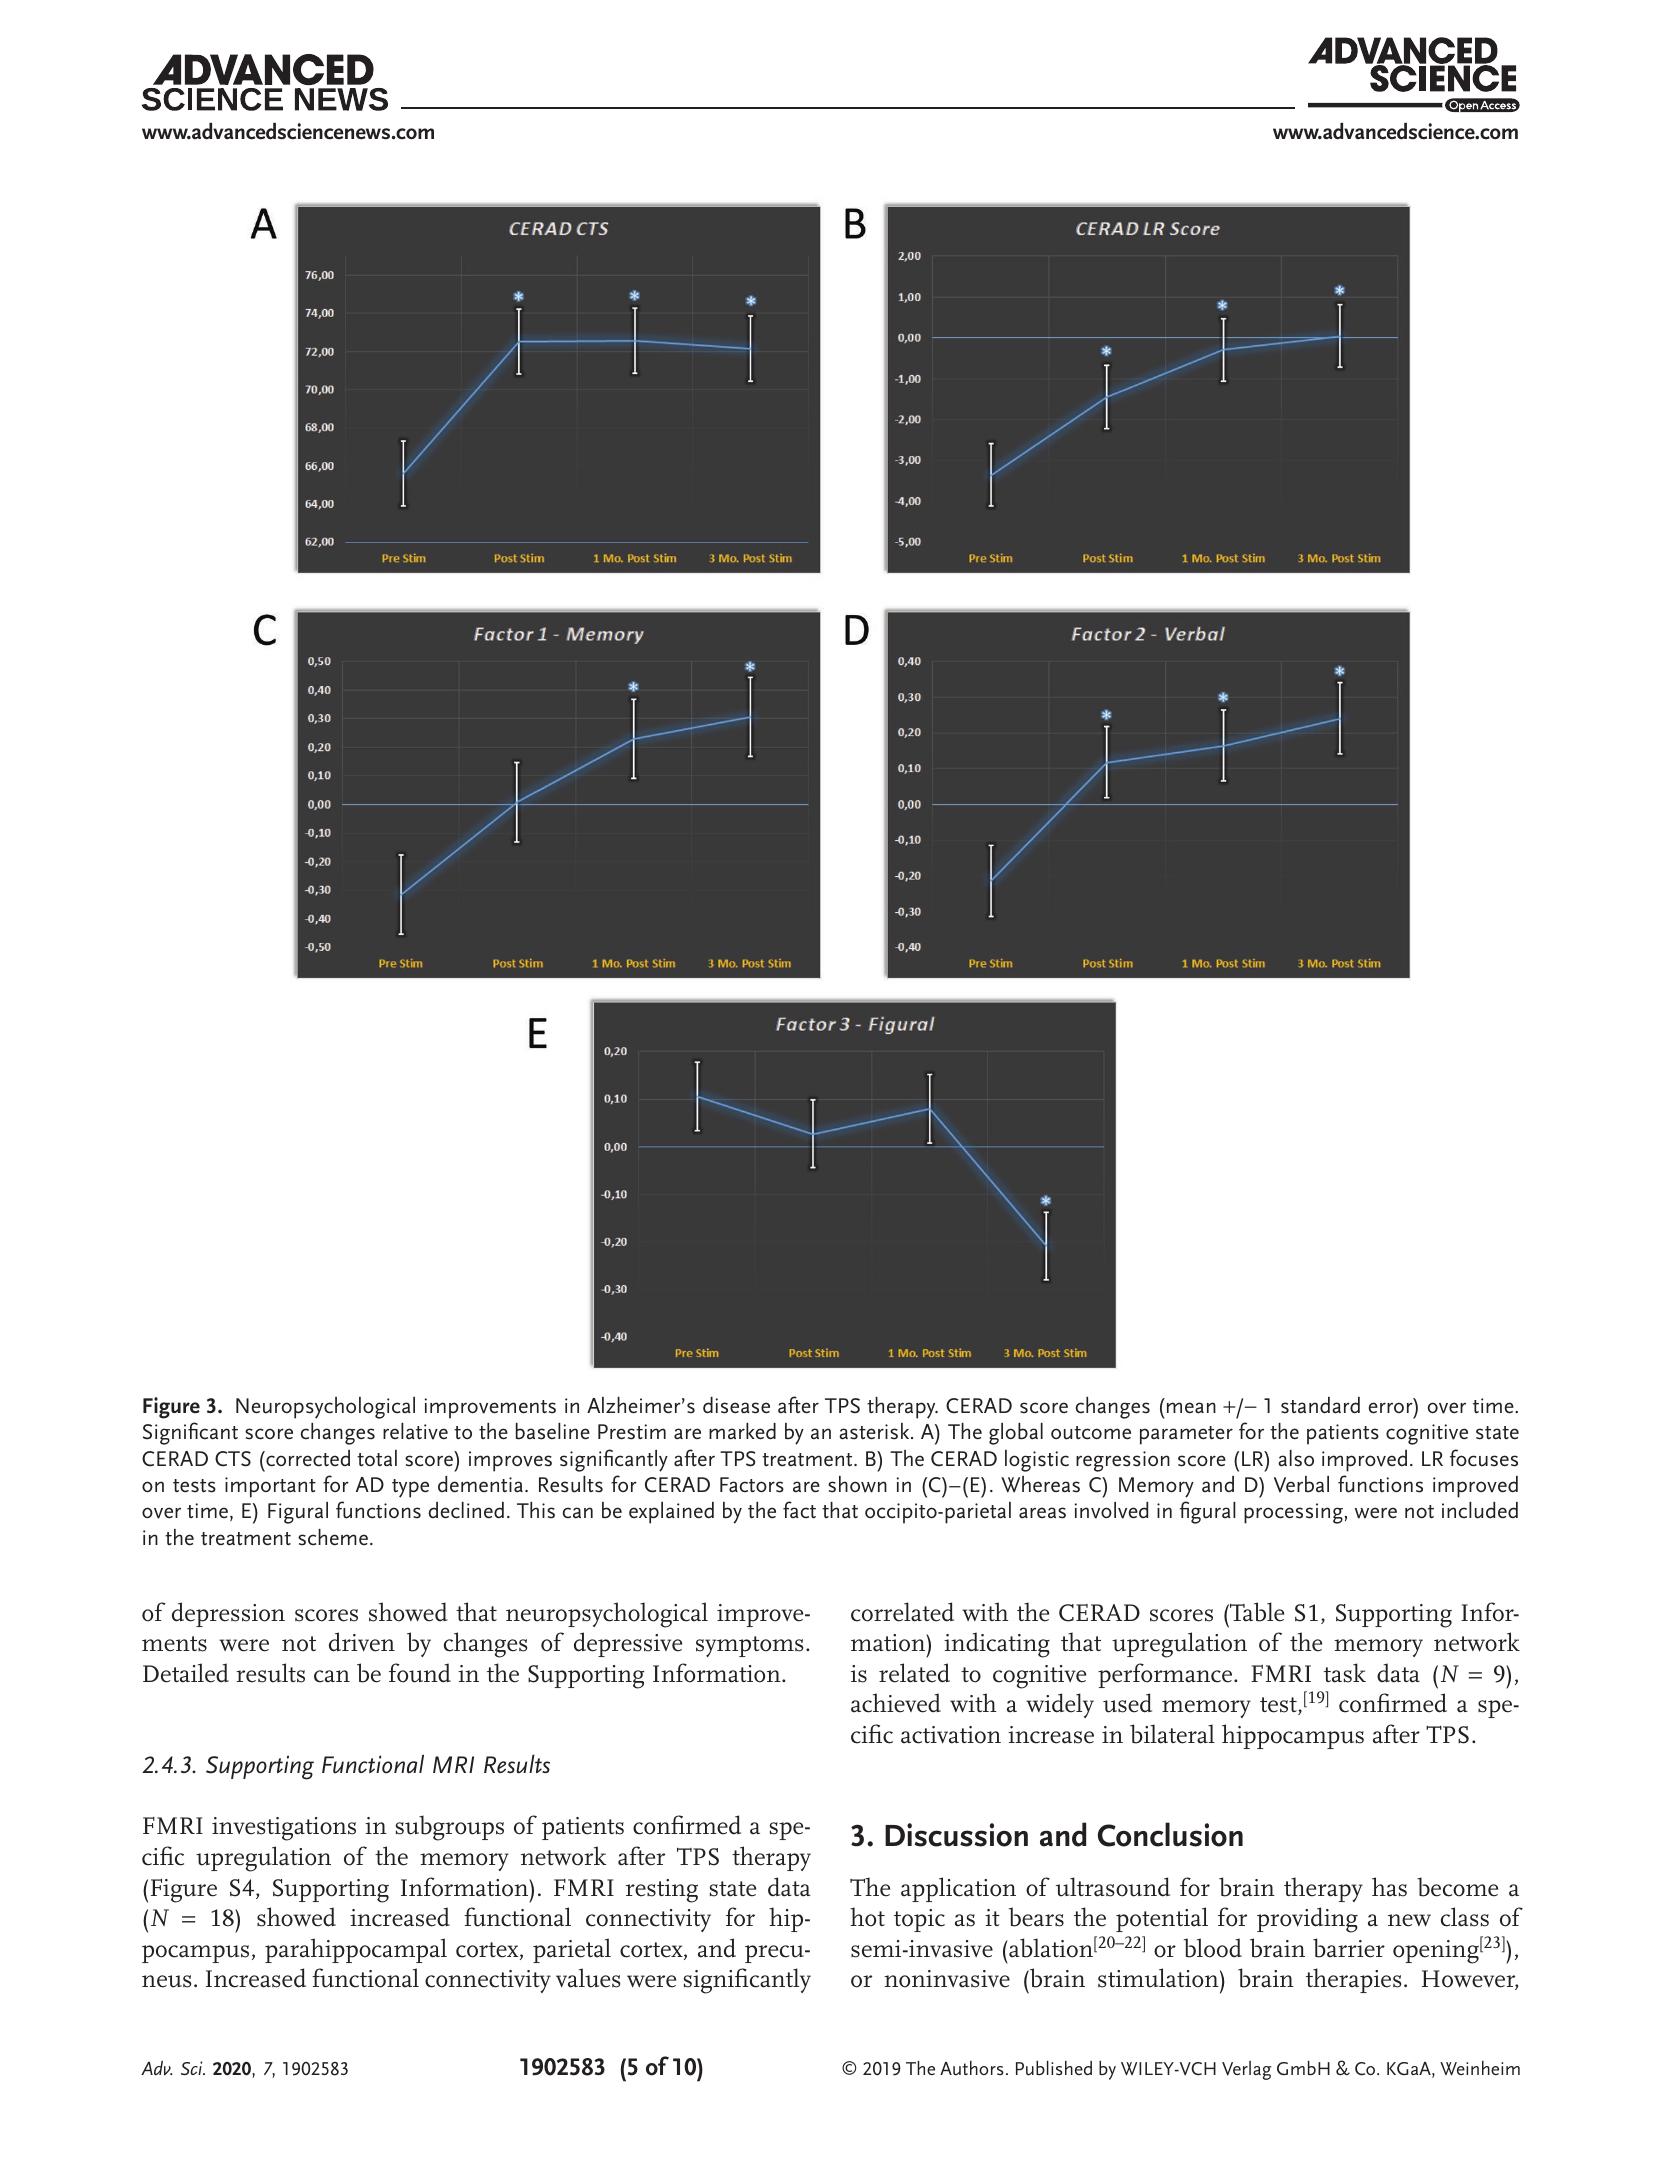 ADVANCED
SCIENCE NEWS
www.advancedsciencenews.com
ADVANCED
SCIENCE
Open Access
www.advancedscience.com
A
CERAD CTS
76,00
74,00
72,00
70,00
68,00
66,00
64,00
62,00
* * *
Pre Stim Post Stim 1 Mo. Post Stim 3 Mo. Post Stim
B
CERAD LR Score
2,00
1,00
0,00
-1,00
-2,00
-3,00
-4,00
-5,00
* * *
Pre Stim Post Stim 1 Mo. Post Stim 3 Mo. Post Stim
C
Factor 1 - Memory
0,50
0,40
0,30
0,20
0,10
0,00
-0,10
-0,20
-0,30
-0,40
-0,50
* *
Pre Stim Post Stim 1 Mo. Post Stim 3 Mo. Post Stim
D
Factor 2 - Verbal
0,40
0,30
0,20
0,10
0,00
-0,10
-0,20
-0,30
-0,40
* * *
Pre Stim Post Stim 1 Mo. Post Stim 3 Mo. Post Stim
E
Factor 3 - Figural
0,20
0,10
0,00
-0,10
-0,20
-0,30
-0,40
*
Pre Stim Post Stim 1 Mo. Post Stim 3 Mo. Post Stim
Figure 3. Neuropsychological improvements in Alzheimer's disease after TPS therapy. CERAD score changes (mean +/− 1 standard error) over time.
Significant score changes relative to the baseline Prestim are marked by an asterisk. A) The global outcome parameter for the patients cognitive state
CERAD CTS (corrected total score) improves significantly after TPS treatment. B) The CERAD logistic regression score (LR) also improved. LR focuses
on tests important for AD type dementia. Results for CERAD Factors are shown in (C)–(E). Whereas C) Memory and D) Verbal functions improved
over time, E) Figural functions declined. This can be explained by the fact that occipito-parietal areas involved in figural processing, were not included
in the treatment scheme.
of depression scores showed that neuropsychological improve-
ments were not driven by changes of depressive symptoms.
Detailed results can be found in the Supporting Information.
2.4.3. Supporting Functional MRI Results
FMRI investigations in subgroups of patients confirmed a spe-
cific upregulation of the memory network after TPS therapy
(Figure S4, Supporting Information). FMRI resting state data
(N = 18) showed increased functional connectivity for hip-
pocampus, parahippocampal cortex, parietal cortex, and precu-
neus. Increased functional connectivity values were significantly
correlated with the CERAD scores (Table S1, Supporting Infor-
mation) indicating that upregulation of the memory network
is related to cognitive performance. FMRI task data (N = 9),
achieved with a widely used memory test,[19] confirmed a spe-
cific activation increase in bilateral hippocampus after TPS.
3. Discussion and Conclusion
The application of ultrasound for brain therapy has become a
hot topic as it bears the potential for providing a new class of
semi-invasive (ablation[20–22] or blood brain barrier opening[23]),
or noninvasive (brain stimulation) brain therapies. However,
Adv. Sci. 2020, 7, 1902583
1902583 (5 of 10)
© 2019 The Authors. Published by WILEY-VCH Verlag GmbH & Co. KGaA, Weinheim